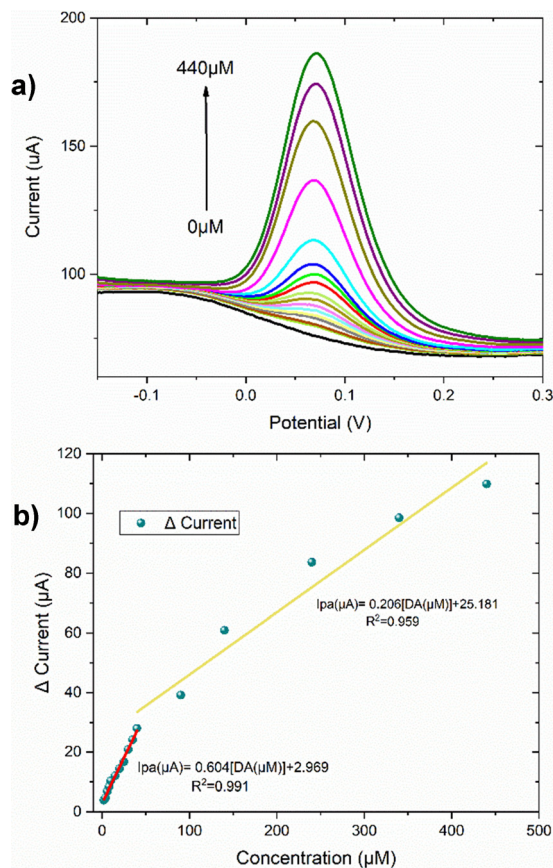 a)
200
150
100
Current (uA)
440µM
0µM
-0.1
0.0
0.1
0.2
0.3
Potential (V)
b)
120
100
80
60
40
20
0
Δ Current (µA)
Δ Current
Ipa(µA)= 0.206[DA(µM)]+25.181
R²=0.959
Ipa(µA)= 0.604[DA(µM)]+2.969
R²=0.991
0
100
200
300
400
500
Concentration (µM)